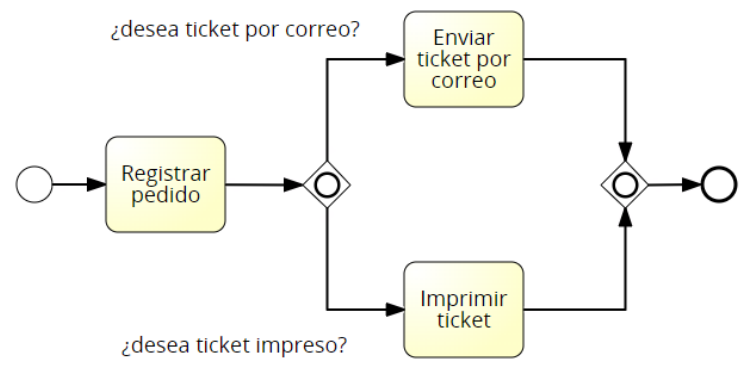 ¿desea ticket por correo?
Enviar
ticket por
correo
Registrar
pedido
Imprimir
ticket
¿desea ticket impreso?